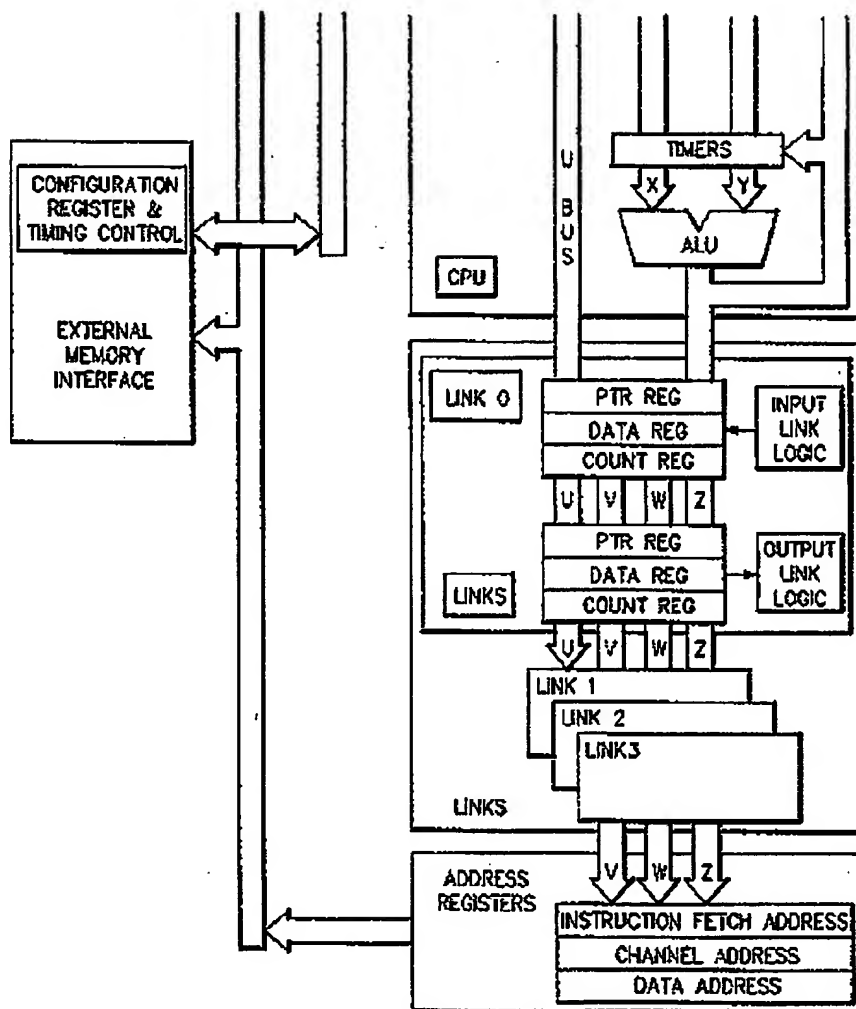 CONFIGURATION
REGISTER &
TIMING CONTROL
EXTERNAL
MEMORY
INTERFACE
U BUS
TIMERS
X
Y
ALU
CPU
LINK 0
PTR REG
DATA REG
COUNT REG
INPUT
LINK
LOGIC
U
V
W
Z
PTR REG
DATA REG
COUNT REG
OUTPUT
LINK
LOGIC
LINKS
U
V
W
Z
LINK 1
LINK 2
LINK3
LINKS
V
W
Z
ADDRESS
REGISTERS
INSTRUCTION FETCH ADDRESS
CHANNEL ADDRESS
DATA ADDRESS